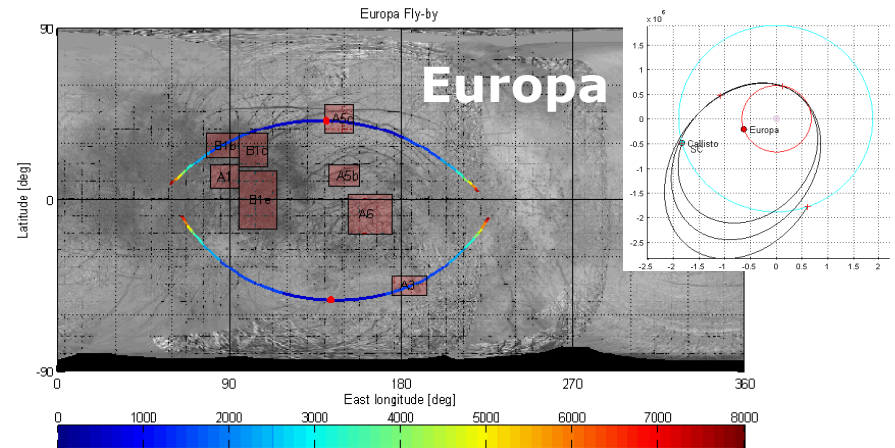 Europa Fly-by
Europa
90
0
-90
Latitude [deg]
A5c
B1b
B1c
A1
A5b
B1e
A6
A3
0
90
180
270
360
East longitude [deg]
0
1000
2000
3000
4000
5000
6000
7000
8000
x 10^6
1.5
1
0.5
0
-0.5
-1
-1.5
-2
-2.5
Europa
Callisto
SC
-2.5
-2
-1.5
-1
-0.5
0
0.5
1
1.5
2